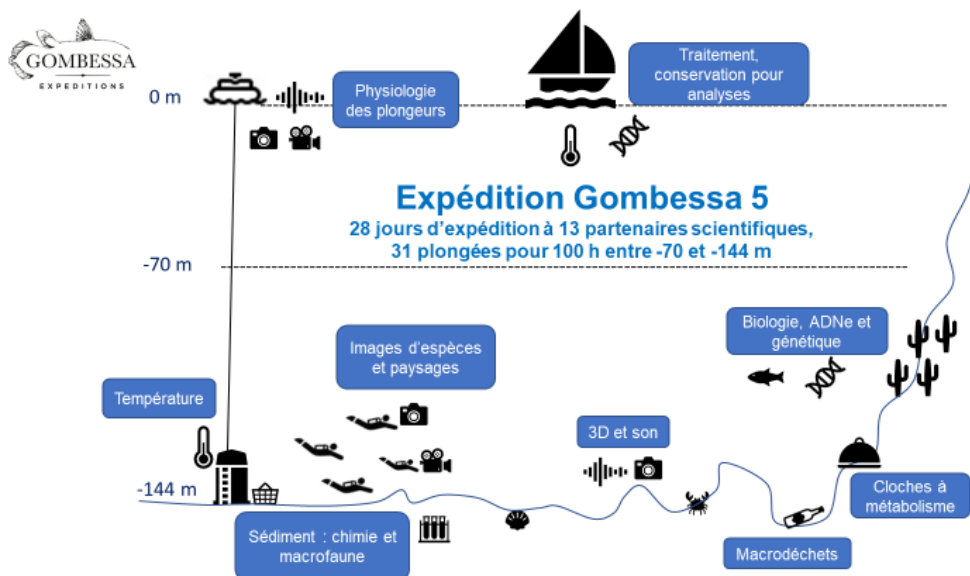 GOMBESSA
EXPEDITIONS
0 m
Physiologie
des plongeurs
Traitement,
conservation pour
analyses
Expédition Gombessa 5
28 jours d'expédition à 13 partenaires scientifiques,
31 plongées pour 100 h entre -70 et -144 m
-70 m
Biologie, ADNe et
génétique
Images d'espèces
et paysages
Température
3D et son
-144 m
Cloches à
métabolisme
Sédiment : chimie et
macrofaune
Macrodéchets